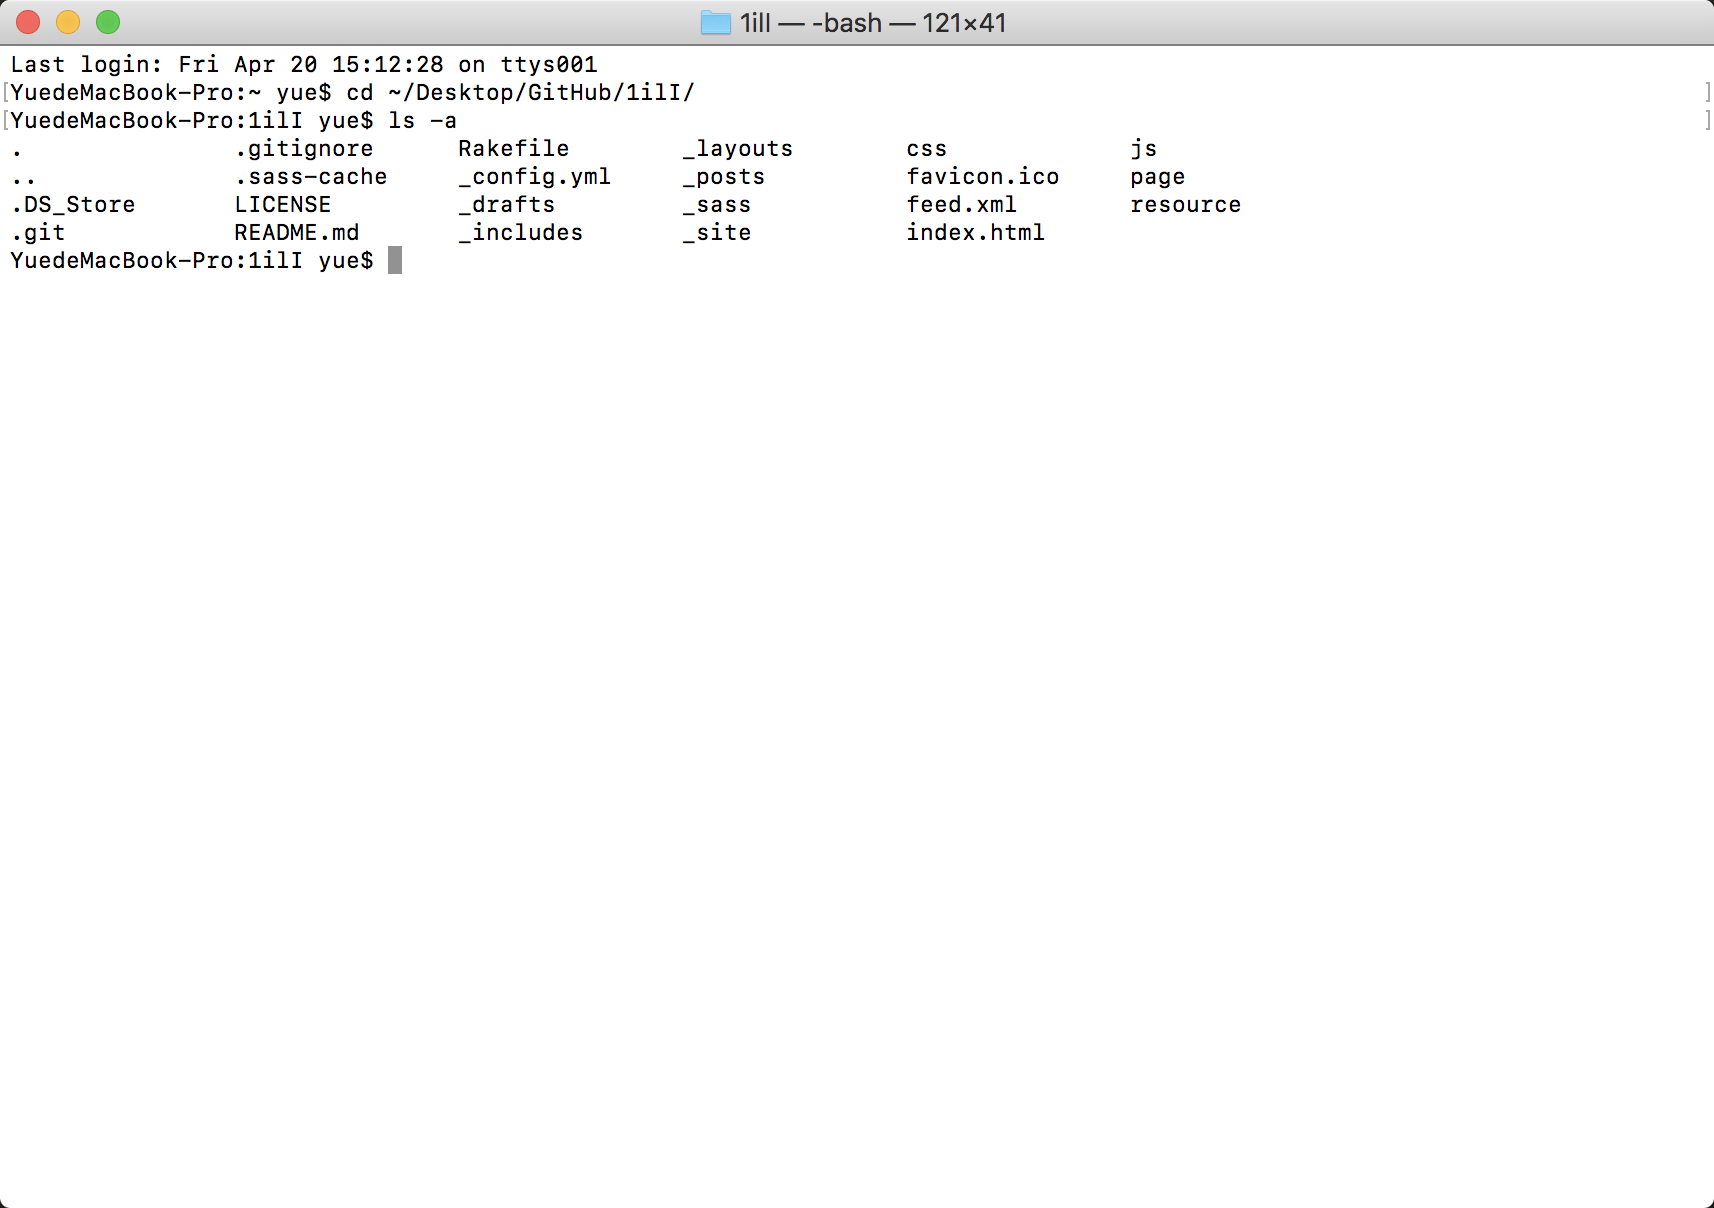 1ilI — -bash — 121×41
Last login: Fri Apr 20 15:12:28 on ttys001
[YuedeMacBook-Pro:~ yue$ cd ~/Desktop/GitHub/1ilI/ ]
[YuedeMacBook-Pro:1ilI yue$ ls -a ]
. .gitignore Rakefile _layouts css js
.. .sass-cache _config.yml _posts favicon.ico page
.DS_Store LICENSE _drafts _sass feed.xml resource
.git README.md _includes _site index.html
YuedeMacBook-Pro:1ilI yue$